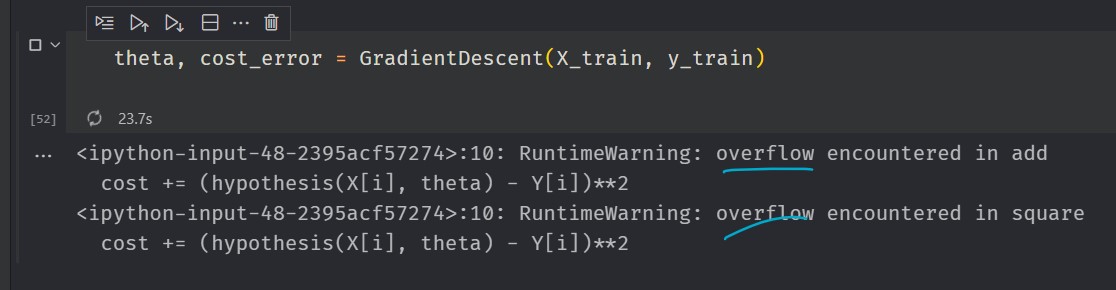 theta, cost_error = GradientDescent(X_train, y_train)
[52]
23.7s
<ipython-input-48-2395acf57274>:10: RuntimeWarning: overflow encountered in add
  cost += (hypothesis(X[i], theta) - Y[i])**2
<ipython-input-48-2395acf57274>:10: RuntimeWarning: overflow encountered in square
  cost += (hypothesis(X[i], theta) - Y[i])**2